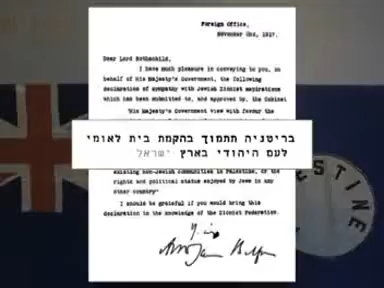 Foreign Office,
November 2nd, 1917.
Dear Lord Rothschild,
I have much pleasure in conveying to you, on
behalf of His Majesty's Government, the following
declaration of sympathy with Jewish Zionist aspirations
which has been submitted to, and approved by, the Cabinet
"His Majesty's Government view with favour the
בריטניה תתמוך בהקמת בית לאומי
לעם היהודי בארץ ישראל
existing non-Jewish communities in Palestine, or the
rights and political status enjoyed by Jews in any
other country"
I should be grateful if you would bring this
declaration to the knowledge of the Zionist Federation.
ESTINE